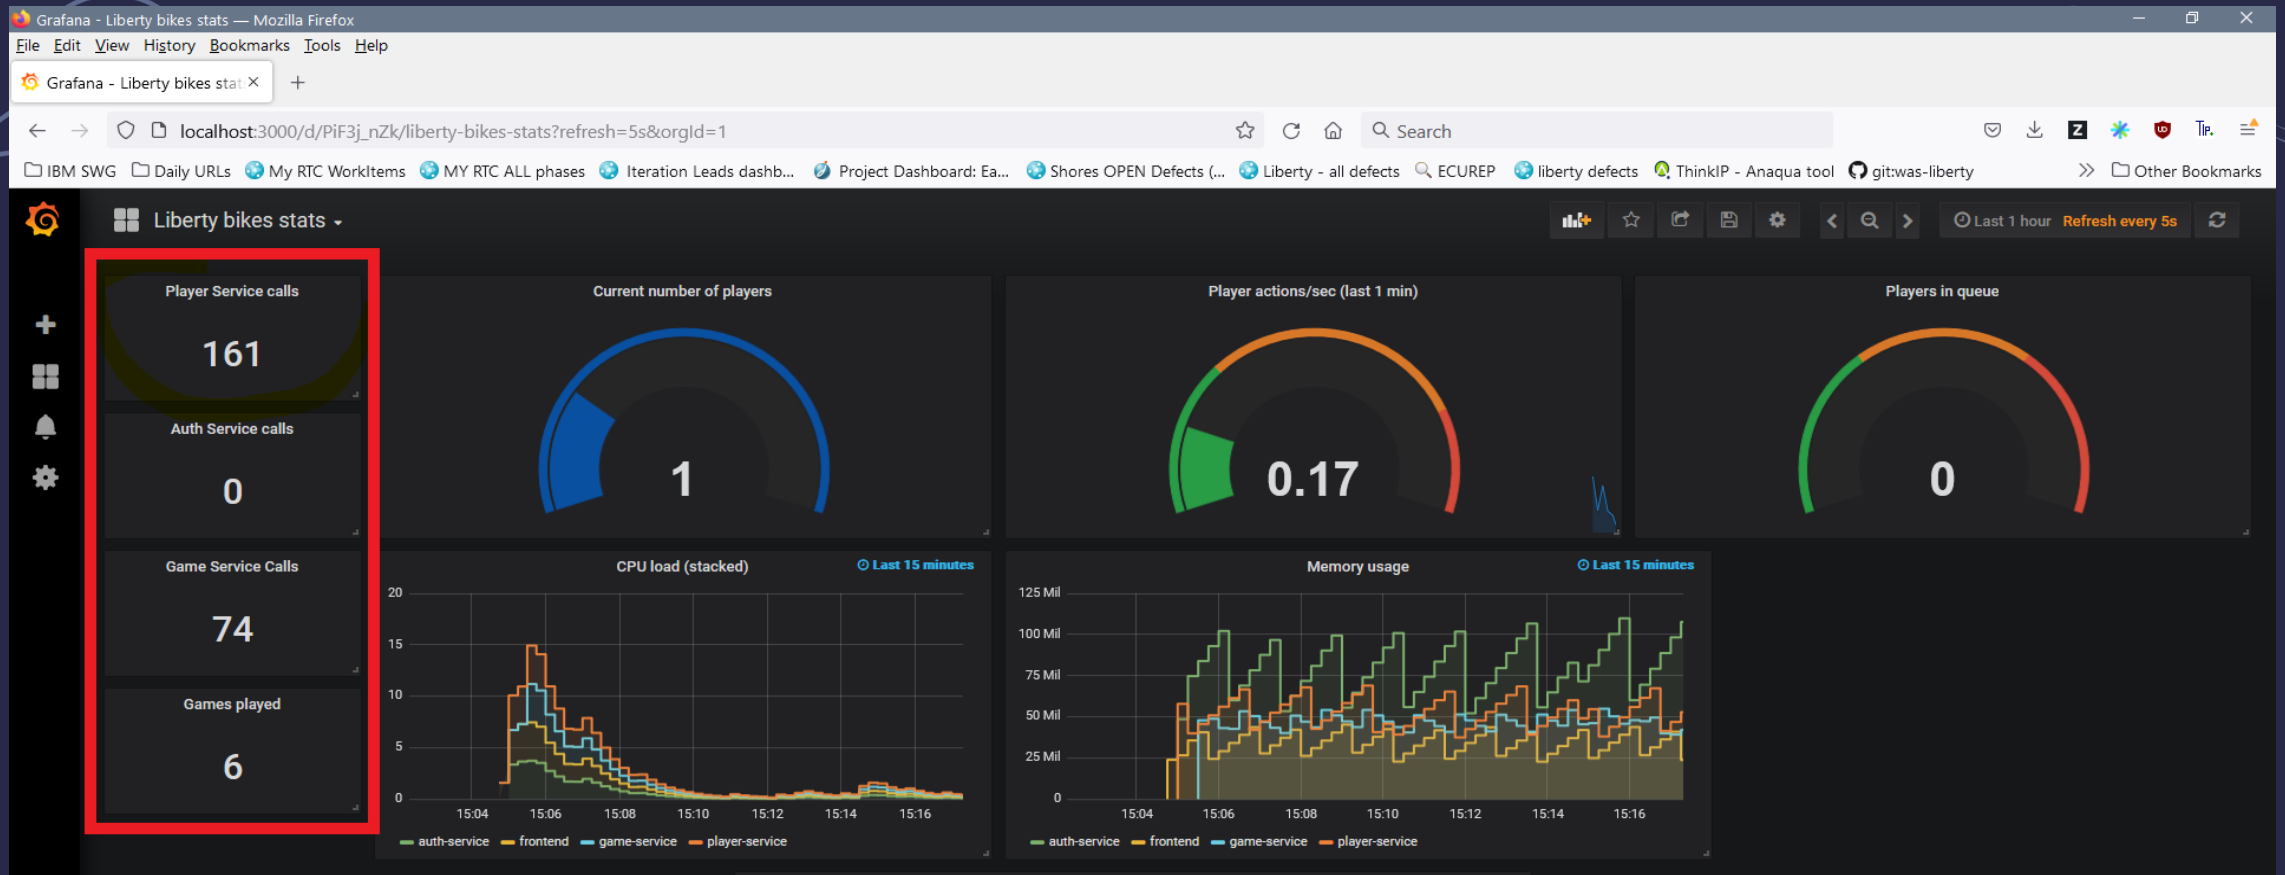 Grafana - Liberty bikes stats — Mozilla Firefox
File Edit View History Bookmarks Tools Help
Grafana - Liberty bikes stat
localhost:3000/d/PiF3j_nZk/liberty-bikes-stats?refresh=5s&orgId=1
Search
IBM SWG Daily URLs My RTC WorkItems MY RTC ALL phases Iteration Leads dashb... Project Dashboard: Ea... Shores OPEN Defects (... Liberty - all defects ECUREP liberty defects ThinkIP - Anaqua tool git:was-liberty Other Bookmarks
Liberty bikes stats
Last 1 hour Refresh every 5s
Player Service calls
161
Auth Service calls
0
Game Service Calls
74
Games played
6
Current number of players
1
Player actions/sec (last 1 min)
0.17
Players in queue
0
CPU load (stacked)
Last 15 minutes
20
15
10
5
0
15:04 15:06 15:08 15:10 15:12 15:14 15:16
auth-service frontend game-service player-service
Memory usage
Last 15 minutes
125 Mil
100 Mil
75 Mil
50 Mil
25 Mil
0
15:04 15:06 15:08 15:10 15:12 15:14 15:16
auth-service frontend game-service player-service